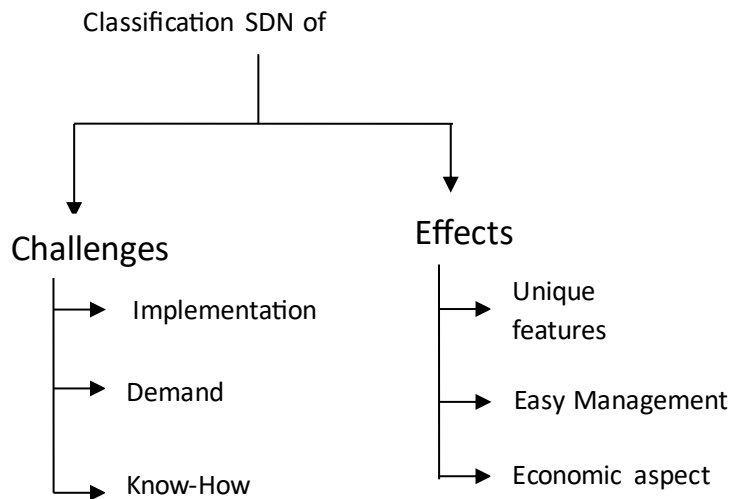 Classification SDN of
Challenges
Implementation
Demand
Know-How
Effects
Unique
features
Easy Management
Economic aspect